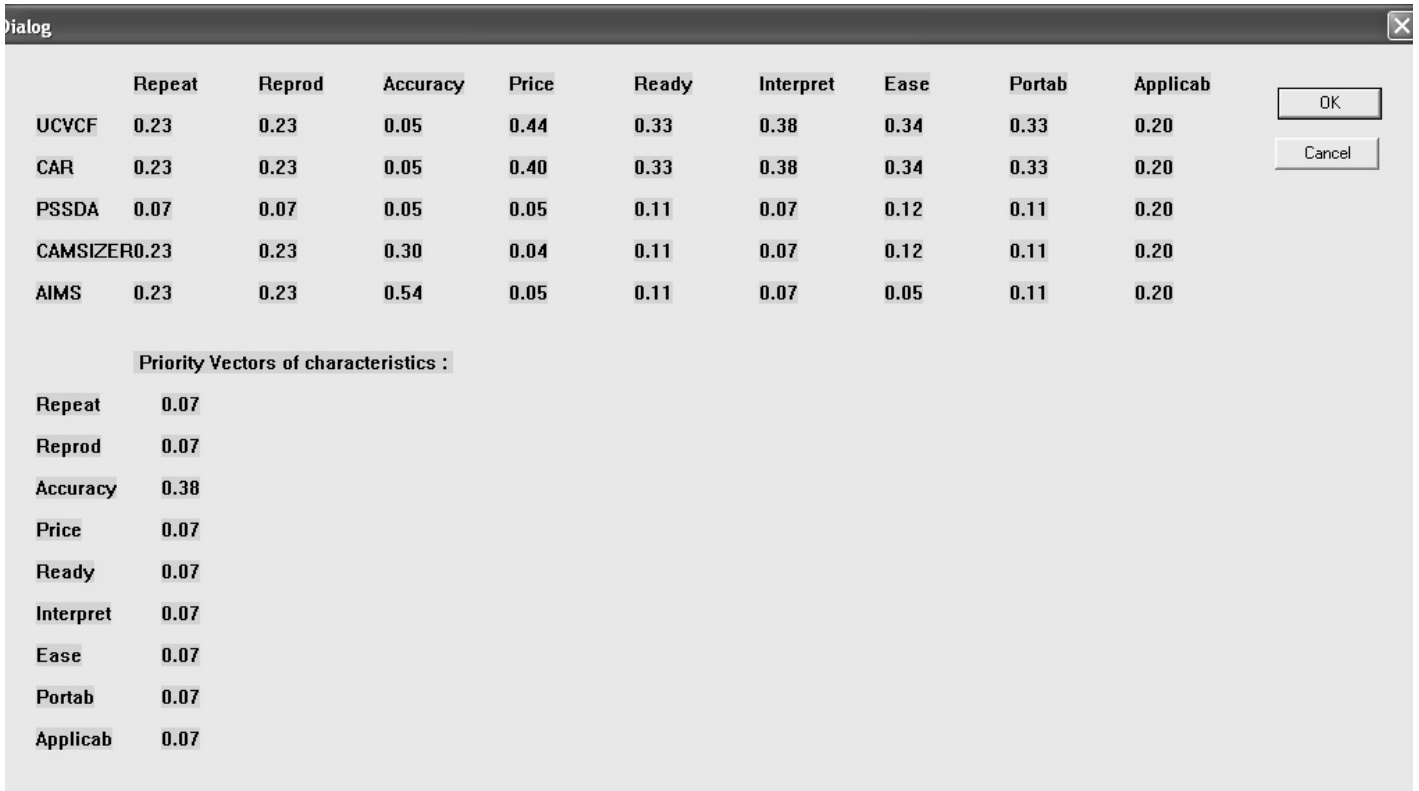 Dialog
Repeat Reprod Accuracy Price Ready Interpret Ease Portab Applicab
OK
UCVCF 0.23 0.23 0.05 0.44 0.33 0.38 0.34 0.33 0.20
Cancel
CAR 0.23 0.23 0.05 0.40 0.33 0.38 0.34 0.33 0.20
PSSDA 0.07 0.07 0.05 0.05 0.11 0.07 0.12 0.11 0.20
CAMSIZER0.23 0.23 0.30 0.04 0.11 0.07 0.12 0.11 0.20
AIMS 0.23 0.23 0.54 0.05 0.11 0.07 0.05 0.11 0.20
Priority Vectors of characteristics :
Repeat 0.07
Reprod 0.07
Accuracy 0.38
Price 0.07
Ready 0.07
Interpret 0.07
Ease 0.07
Portab 0.07
Applicab 0.07